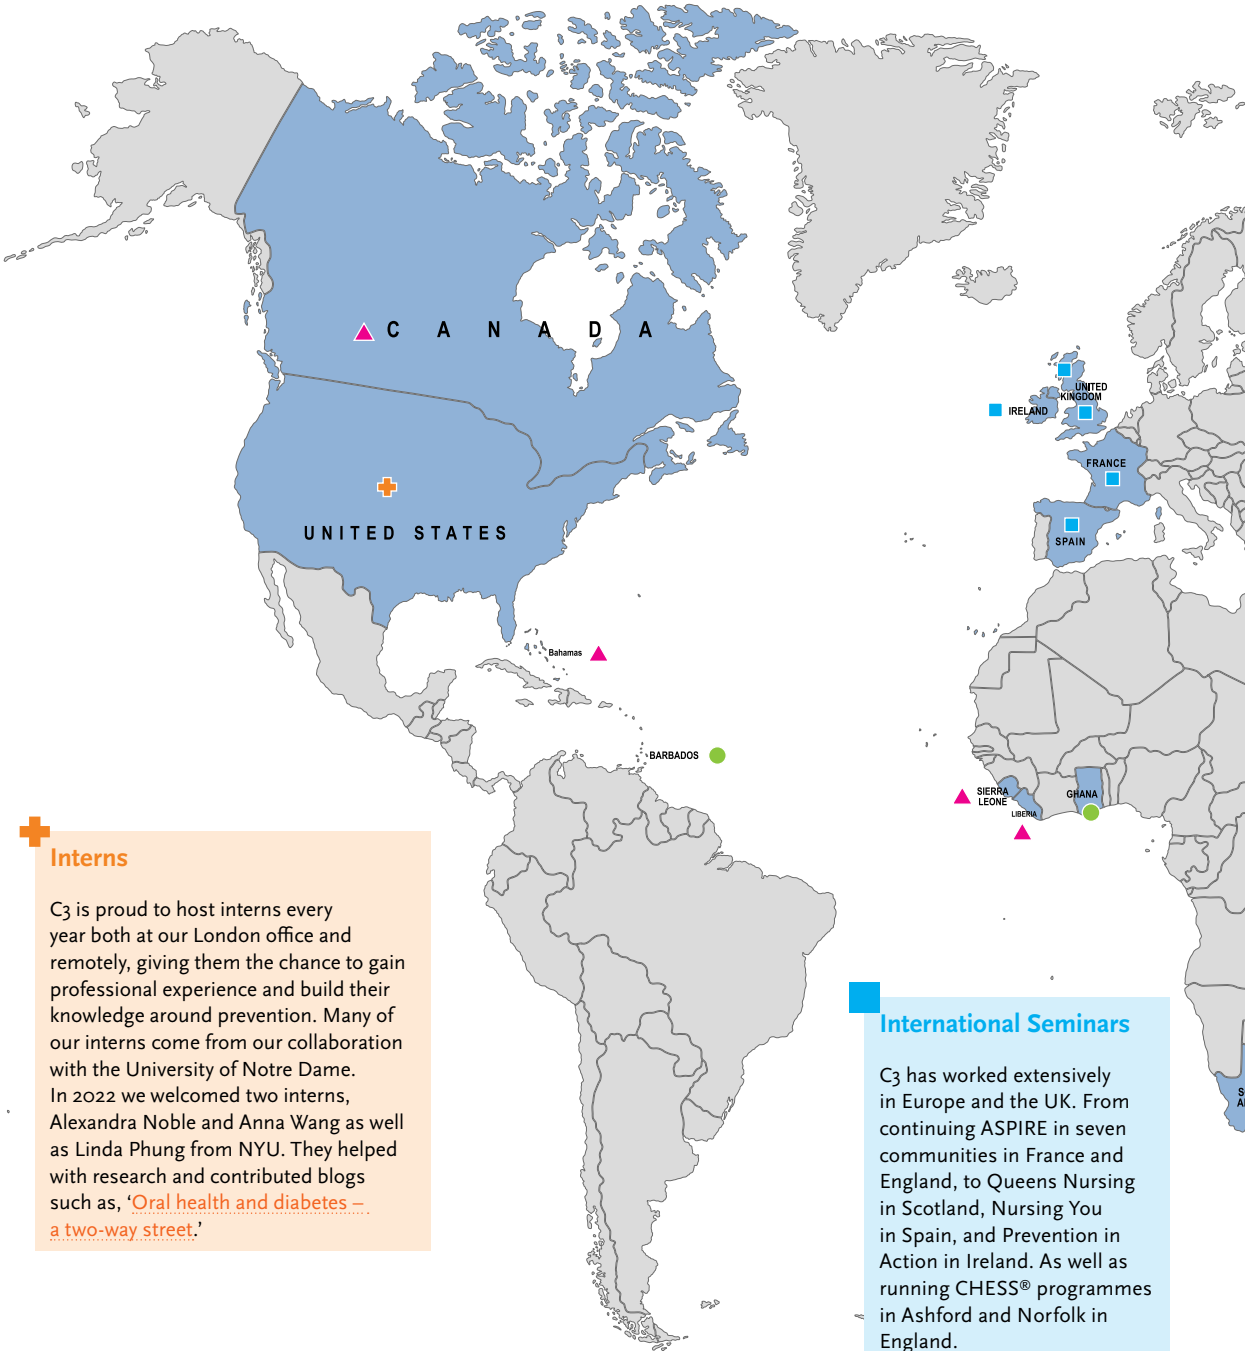 CANADA
UNITED
KINGDOM
IRELAND
FRANCE
UNITED STATES
SPAIN
Bahamas
BARBADOS
SIERRA
LEONE
GHANA
LIBERIA
Interns
C3 is proud to host interns every
year both at our London office and
remotely, giving them the chance to gain
professional experience and build their
knowledge around prevention. Many of
our interns come from our collaboration
with the University of Notre Dame.
In 2022 we welcomed two interns,
Alexandra Noble and Anna Wang as well
as Linda Phung from NYU. They helped
with research and contributed blogs
such as, ‘Oral health and diabetes –
a two-way street.’
International Seminars
C3 has worked extensively
in Europe and the UK. From
continuing ASPIRE in seven
communities in France and
England, to Queens Nursing
in Scotland, Nursing You
in Spain, and Prevention in
Action in Ireland. As well as
running CHESS® programmes
in Ashford and Norfolk in
England.